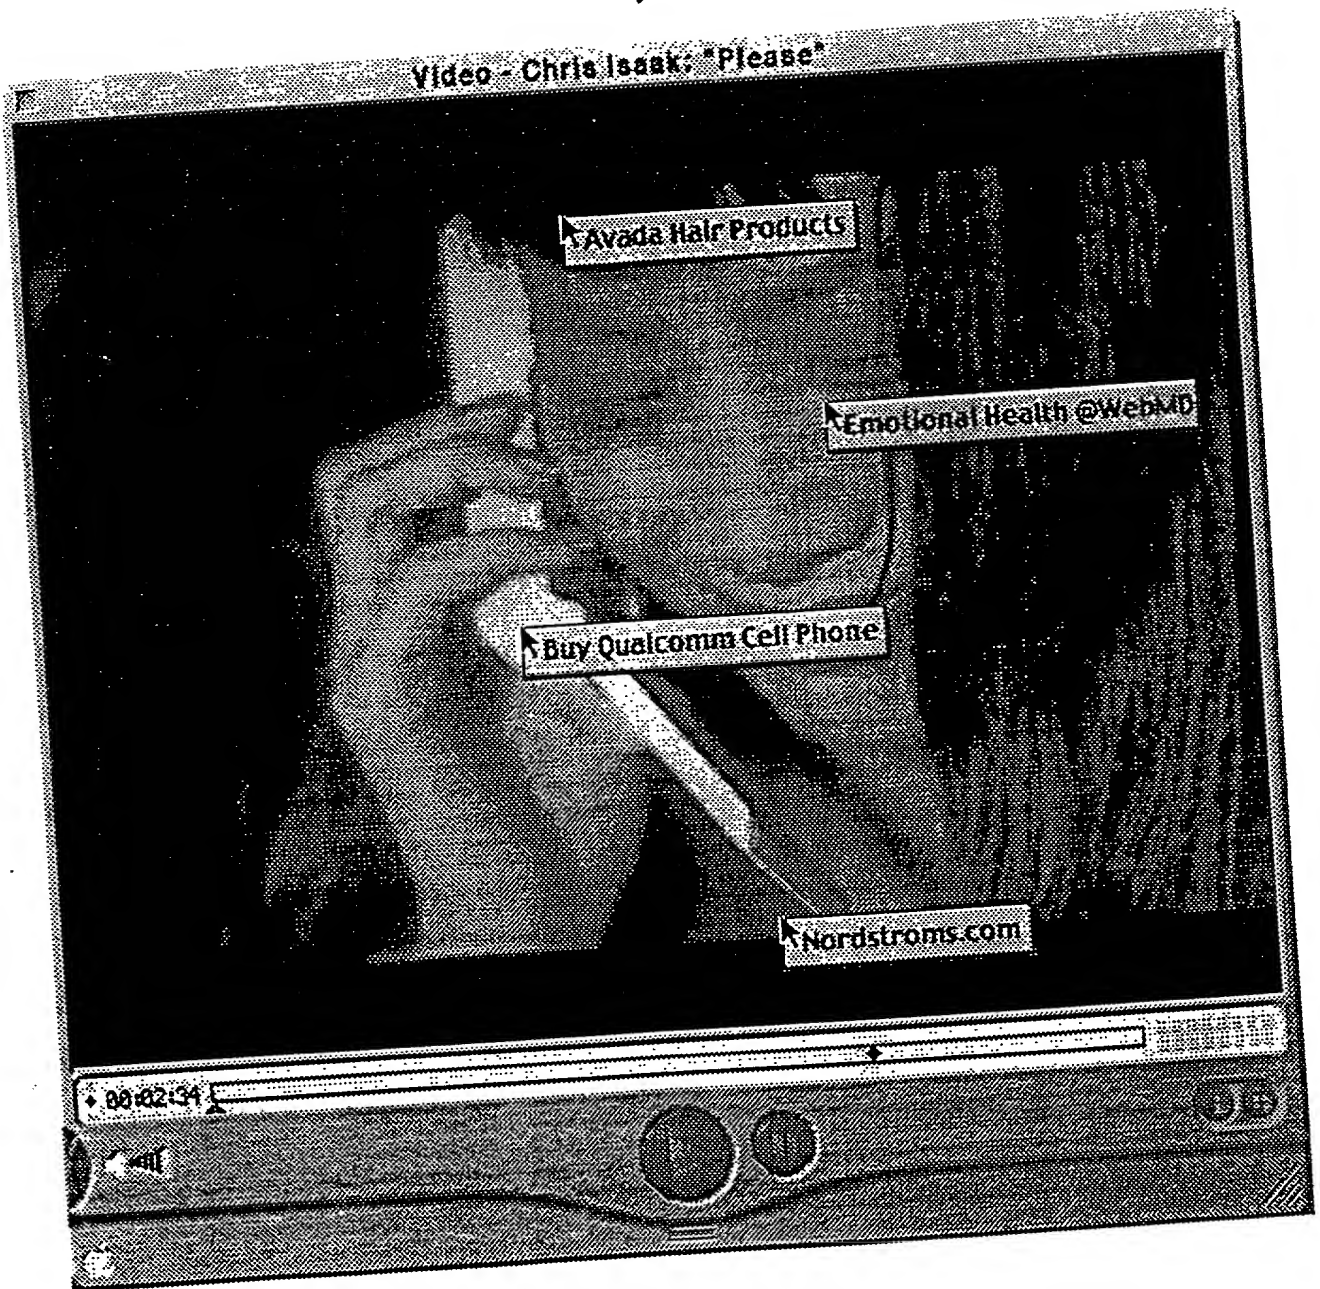 Video - Chris Isaak: "Please"
Avada Hair Products
Emotional Health @WebMD
Buy Qualcomm Cell Phone
Nordstroms.com
00:02:34